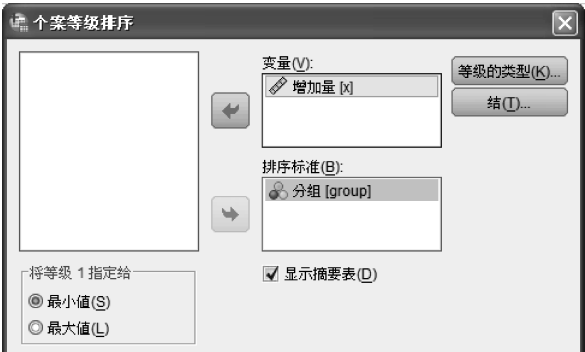 个案等级排序
变量(V):
增加量 [x]
等级的类型(K)...
结(T)...
排序标准(B):
分组 [group]
将等级 1 指定给
最小值(S)
最大值(L)
显示摘要表(D)